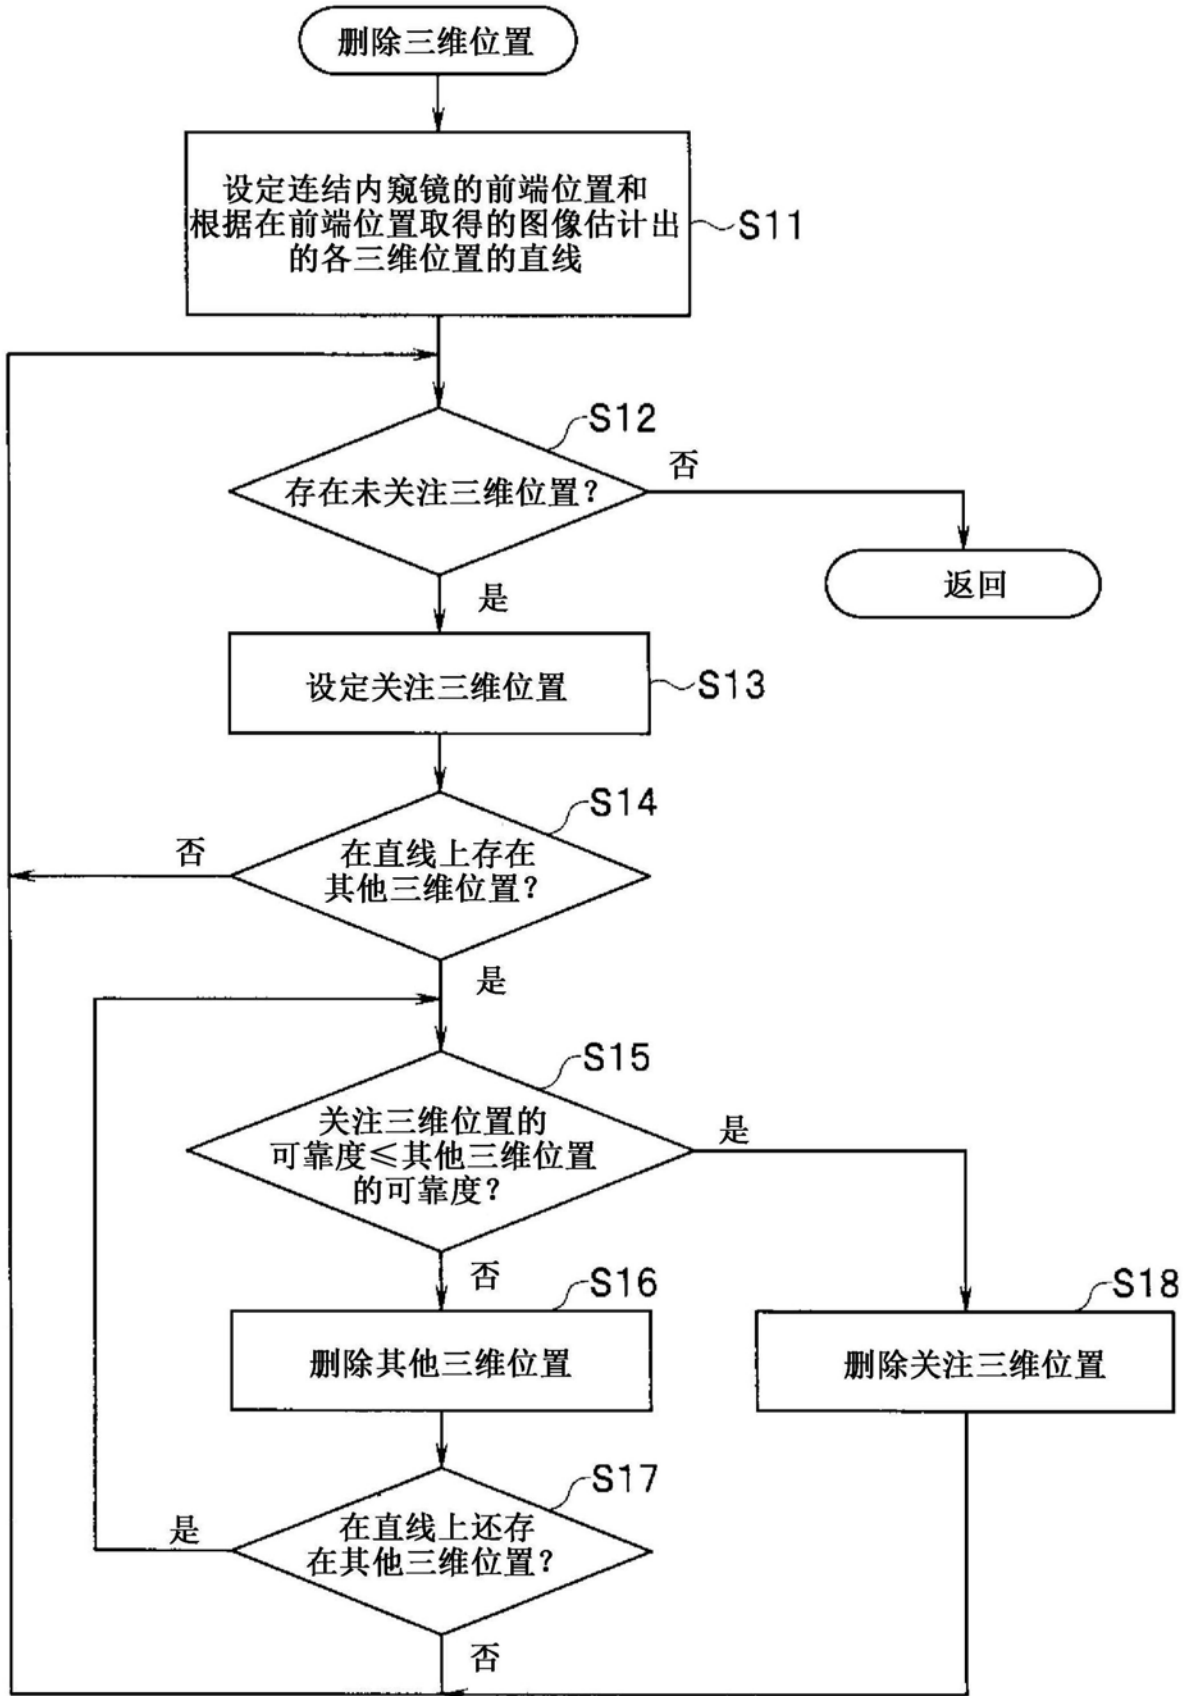 删除三维位置
设定连结内窥镜的前端位置和
根据在前端位置取得的图像估计出
的各三维位置的直线
S11
S12
存在未关注三维位置？
否
返回
是
设定关注三维位置
S13
S14
在直线上存在
其他三维位置？
否
是
S15
关注三维位置的
可靠度≤其他三维位置
的可靠度？
是
否
S16
删除其他三维位置
S18
删除关注三维位置
S17
在直线上还存
在其他三维位置？
是
否